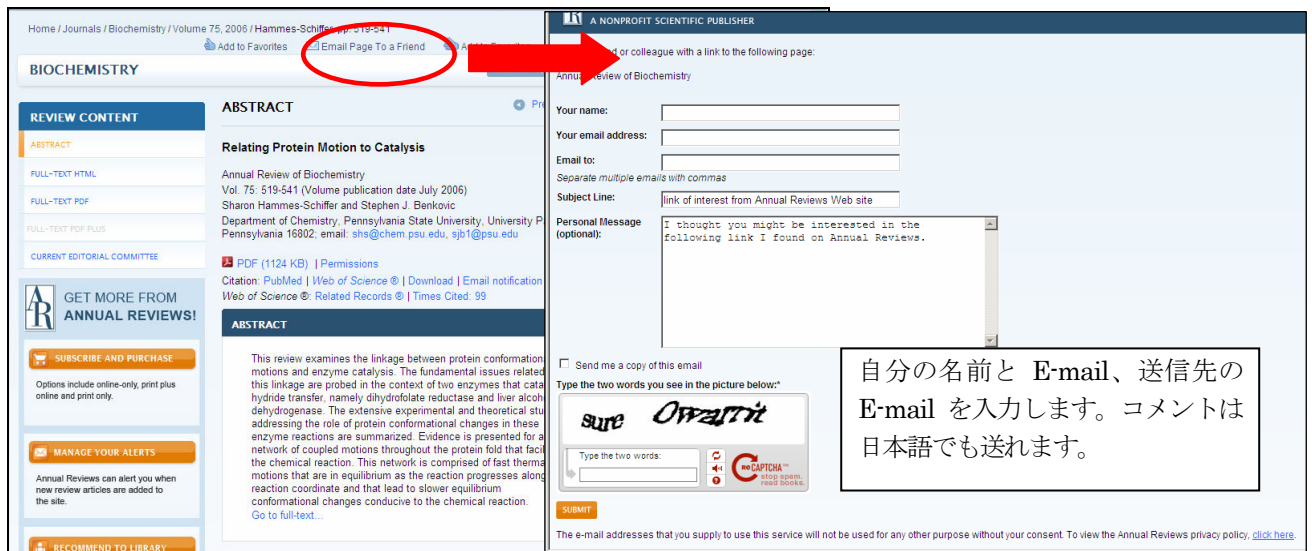 Home / Journals / Biochemistry / Volume 75, 2006 / Hammes-Schiffer, pp. 519-541
Add to Favorites Email Page To a Friend
BIOCHEMISTRY
REVIEW CONTENT
ABSTRACT
FULL-TEXT HTML
FULL-TEXT PDF
FULL-TEXT PDF PLUS
CURRENT EDITORIAL COMMITTEE
AR
GET MORE FROM
ANNUAL REVIEWS!
SUBSCRIBE AND PURCHASE
Options include online-only, print plus
online and print only.
MANAGE YOUR ALERTS
Annual Reviews can alert you when
new review articles are added to
the site.
RECOMMEND TO LIBRARY
ABSTRACT
Relating Protein Motion to Catalysis
Annual Review of Biochemistry
Vol. 75: 519-541 (Volume publication date July 2006)
Sharon Hammes-Schiffer and Stephen J. Benkovic
Department of Chemistry, Pennsylvania State University, University P
Pennsylvania 16802; email: shs@chem.psu.edu, sjb1@psu.edu
PDF (1124 KB) | Permissions
Citation: PubMed | Web of Science ® | Download | Email notification
Web of Science ®: Related Records ® | Times Cited: 99
ABSTRACT
This review examines the linkage between protein conformation
motions and enzyme catalysis. The fundamental issues related
this linkage are probed in the context of two enzymes that cata
hydride transfer, namely dihydrofolate reductase and liver alcoh
dehydrogenase. The extensive experimental and theoretical stu
addressing the role of protein conformational changes in these
enzyme reactions are summarized. Evidence is presented for a
network of coupled motions throughout the protein fold that facil
the chemical reaction. This network is comprised of fast therma
motions that are in equilibrium as the reaction progresses along
reaction coordinate and that lead to slower equilibrium
conformational changes conducive to the chemical reaction.
Go to full-text...
A NONPROFIT SCIENTIFIC PUBLISHER
or colleague with a link to the following page:
Annual Review of Biochemistry
Your name:
Your email address:
Email to:
Separate multiple emails with commas
Subject Line: link of interest from Annual Reviews Web site
Personal Message
(optional):
I thought you might be interested in the
following link I found on Annual Reviews.
Send me a copy of this email
Type the two words you see in the picture below:*
sure
Type the two words:
reCAPTCHA™
stop spam.
read books.
SUBMIT
The e-mail addresses that you supply to use this service will not be used for any other purpose without your consent. To view the Annual Reviews privacy policy, click here.
自分の名前と E-mail、送信先の
E-mail を入力します。コメントは
日本語でも送れます。